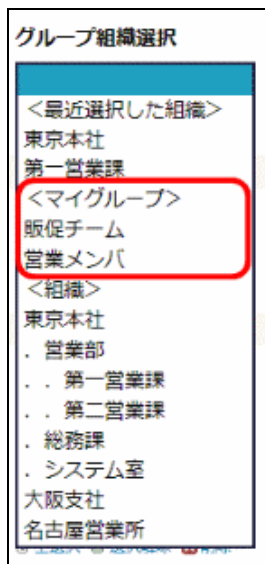 グループ組織選択
＜最近選択した組織＞
東京本社
第一営業課
＜マイグループ＞
販促チーム
営業メンバ
＜組織＞
東京本社
．営業部
．．第一営業課
．．第二営業課
．総務課
．システム室
大阪支社
名古屋営業所